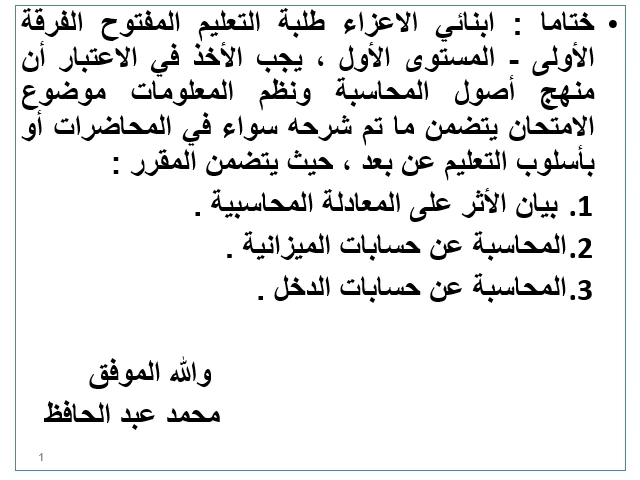 • ختاما : ابنائي الاعزاء طلبة التعليم المفتوح الفرقة
الأولى - المستوى الأول ، يجب الأخذ في الاعتبار أن
منهج أصول المحاسبة ونظم المعلومات موضوع
الامتحان يتضمن ما تم شرحه سواء في المحاضرات أو
بأسلوب التعليم عن بعد ، حيث يتضمن المقرر :
1. بيان الأثر على المعادلة المحاسبية .
2. المحاسبة عن حسابات الميزانية .
3. المحاسبة عن حسابات الدخل .
والله الموفق
محمد عبد الحافظ
1